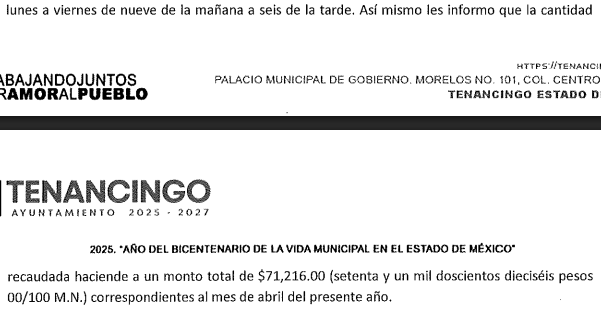 lunes a viernes de nueve de la mañana a seis de la tarde. Así mismo les informo que la cantidad
HTTPS://TENANCI
ABAJANDOJUNTOS
PALACIO MUNICIPAL DE GOBIERNO. MORELOS NO. 101, COL. CENTRO
RAMORALPUEBLO
TENANCINGO ESTADO D
TENANCINGO
AYUNTAMIENTO 2025 - 2027
2025. "AÑO DEL BICENTENARIO DE LA VIDA MUNICIPAL EN EL ESTADO DE MÉXICO"
recaudada haciende a un monto total de $71,216.00 (setenta y un mil doscientos dieciséis pesos
00/100 M.N.) correspondientes al mes de abril del presente año.